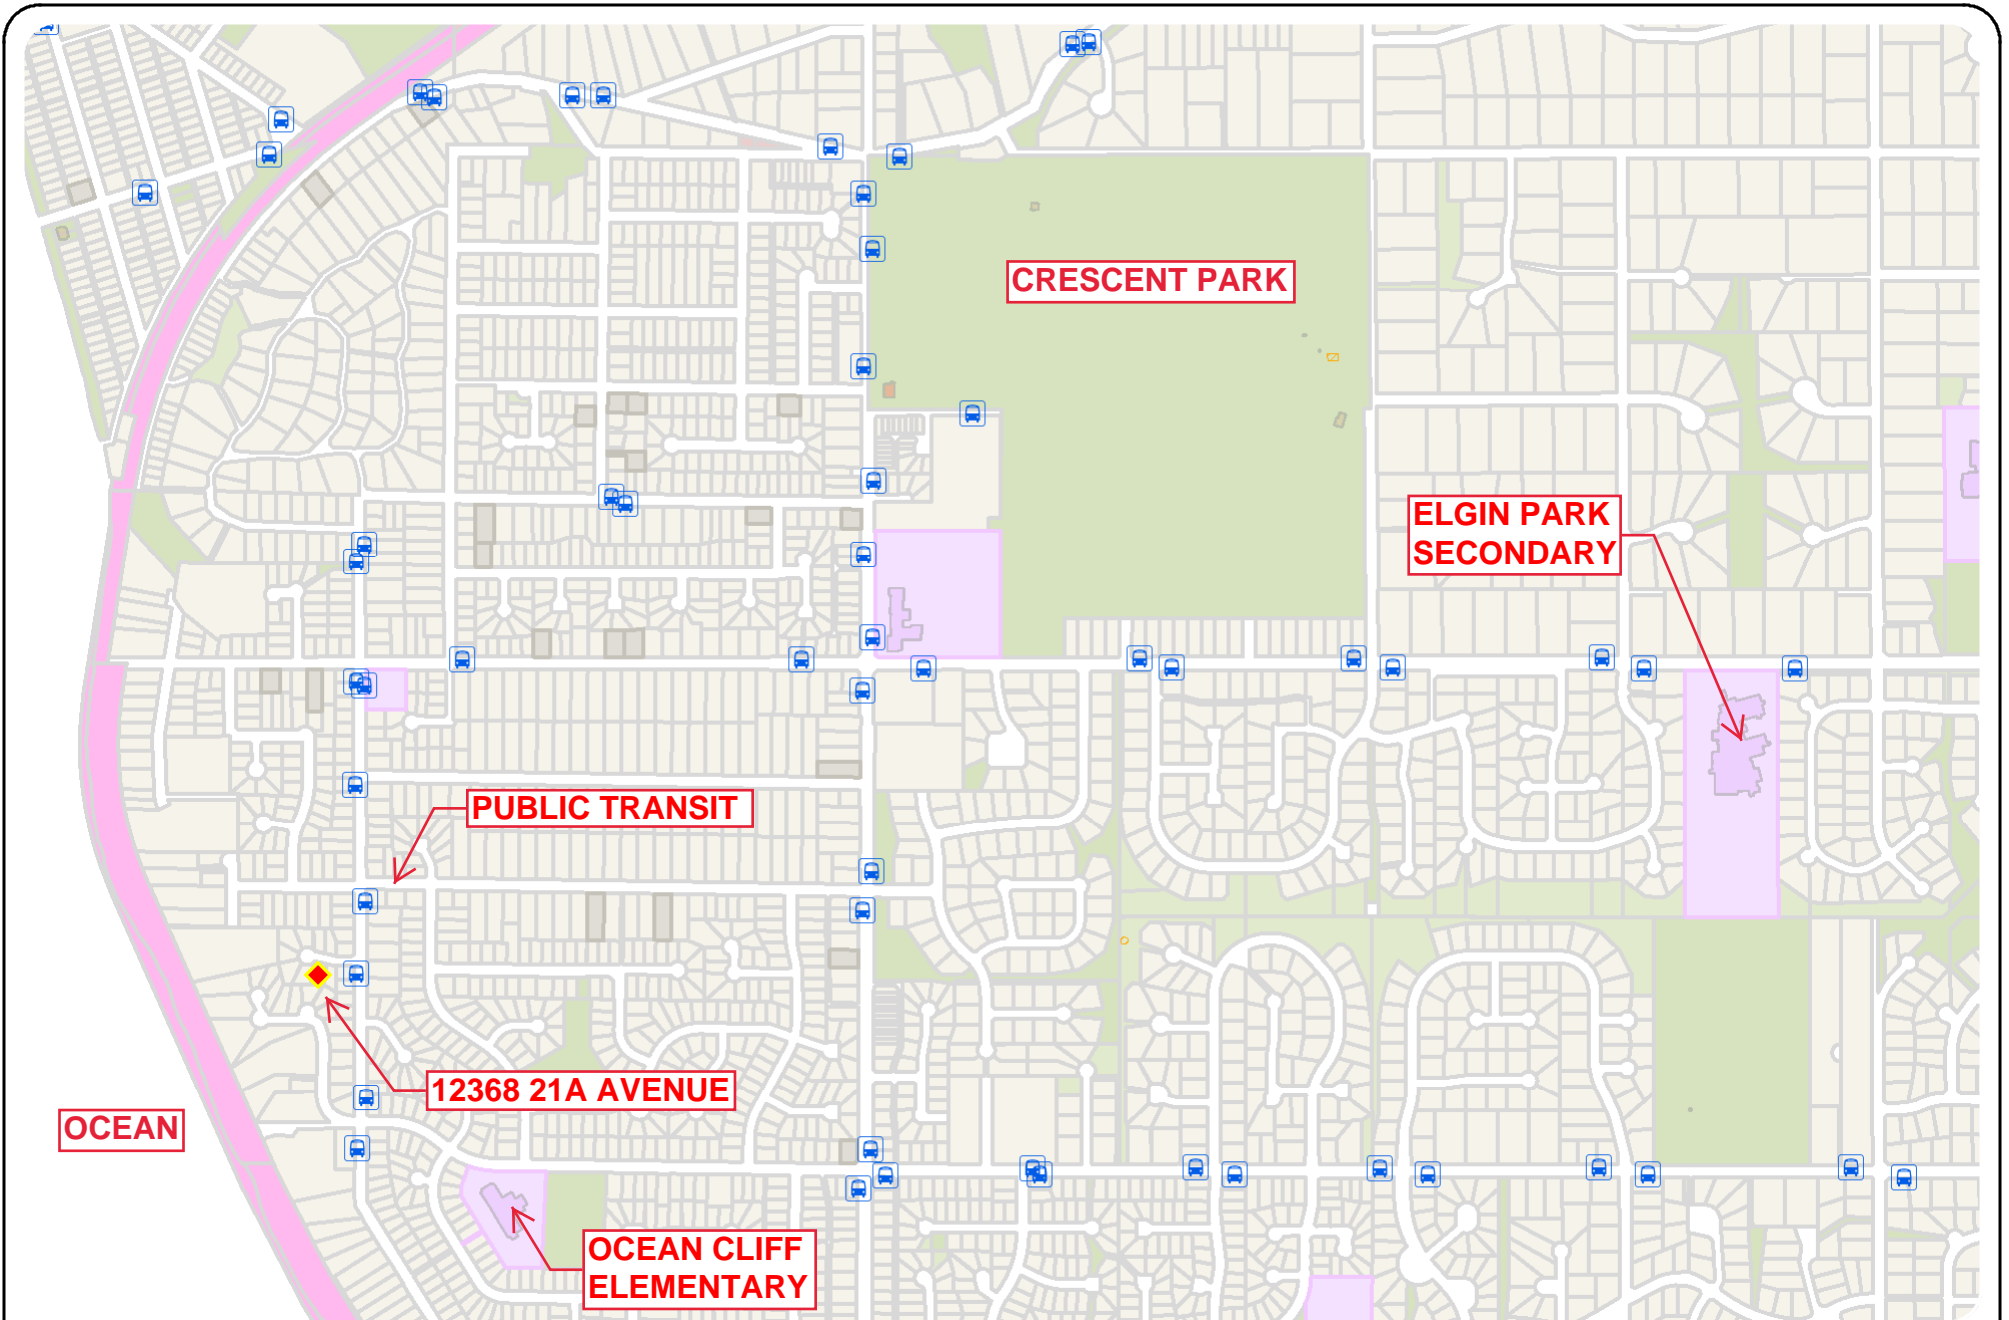 CRESCENT PARK
ELGIN PARK
SECONDARY
PUBLIC TRANSIT
12368 21A AVENUE
OCEAN
OCEAN CLIFF
ELEMENTARY